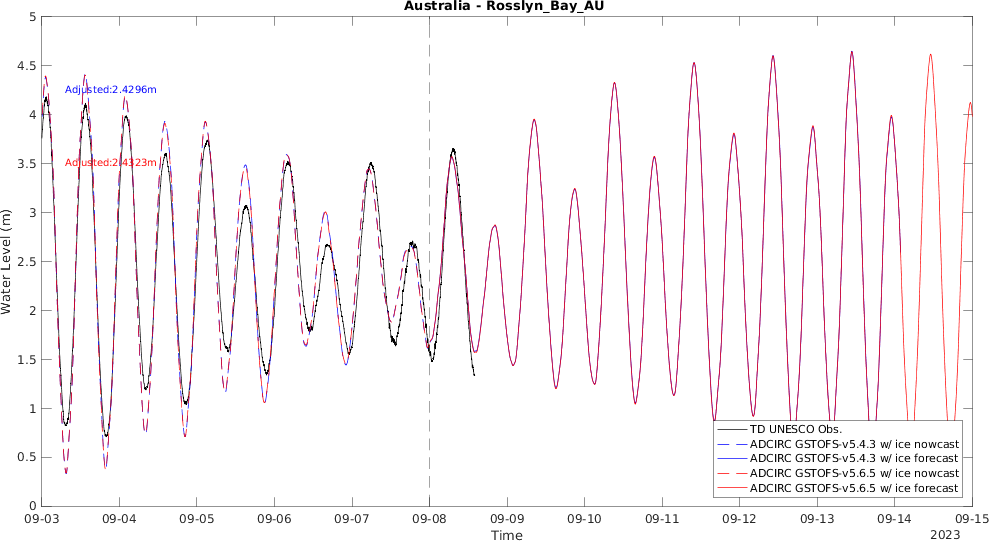 Australia - Rosslyn_Bay_AU
5
4.5
4
3.5
3
2.5
2
1.5
1
0.5
0
Water Level (m)
Adjusted:2.4296m
Adjusted:2.4323m
TD UNESCO Obs.
ADCIRC GSTOFS-v5.4.3 w/ ice nowcast
ADCIRC GSTOFS-v5.4.3 w/ ice forecast
ADCIRC GSTOFS-v5.6.5 w/ ice nowcast
ADCIRC GSTOFS-v5.6.5 w/ ice forecast
09-03 09-04 09-05 09-06 09-07 09-08 09-09 09-10 09-11 09-12 09-13 09-14 09-15
Time
2023